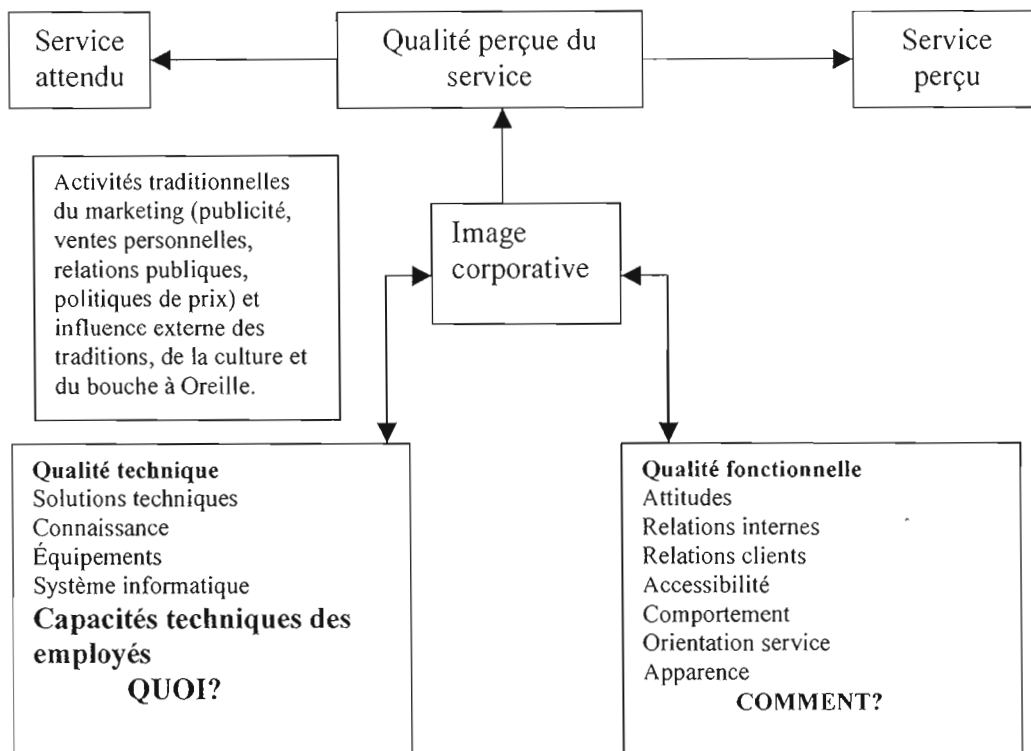 Service
attendu
Qualité perçue du
service
Service
perçu
Activités traditionnelles
du marketing (publicité,
ventes personnelles,
relations publiques,
politiques de prix) et
influence externe des
traditions, de la culture et
du bouche à Oreille.
Image
corporative
Qualité technique
Solutions techniques
Connaissance
Équipements
Système informatique
Capacités techniques des
employés
QUOI?
Qualité fonctionnelle
Attitudes
Relations internes
Relations clients
Accessibilité
Comportement
Orientation service
Apparence
COMMENT?